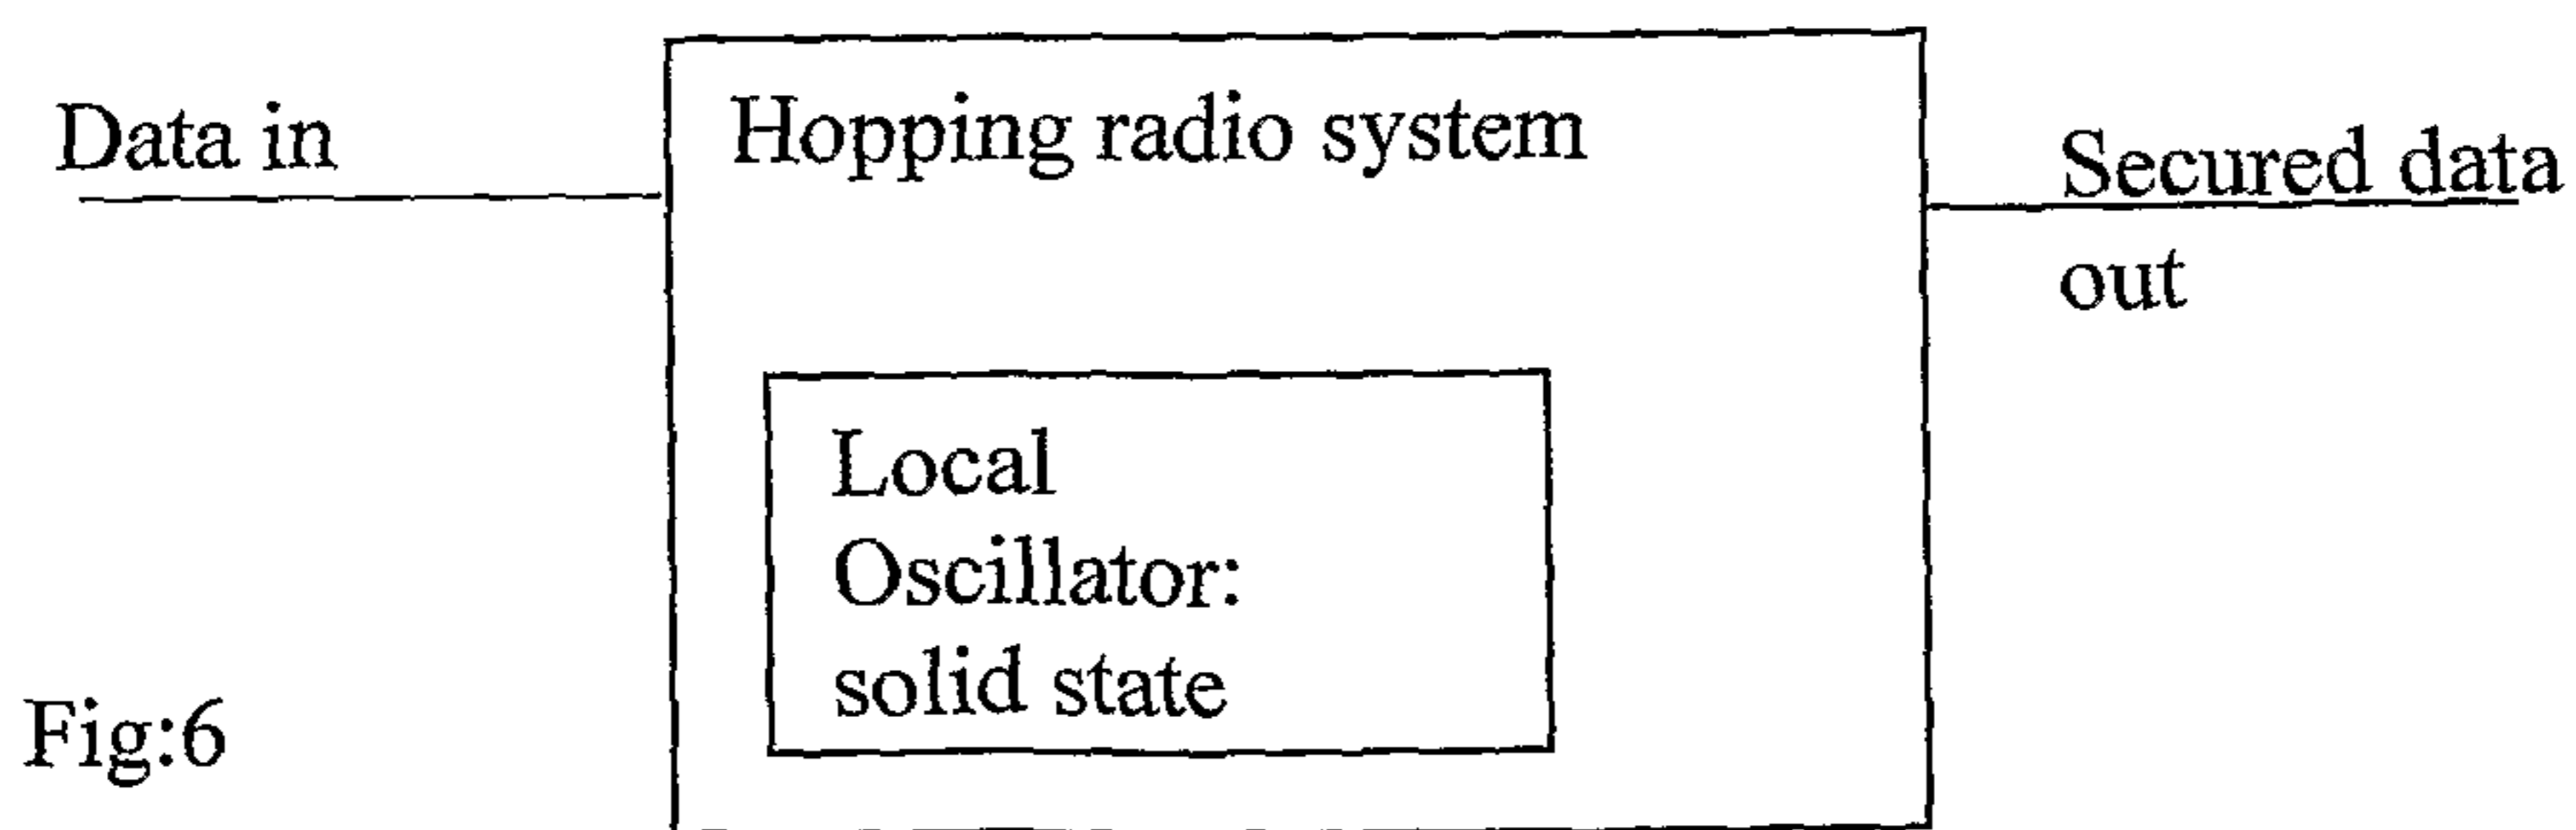 Data in
Hopping radio system
Secured data
out
Local
Oscillator:
solid state
Fig:6